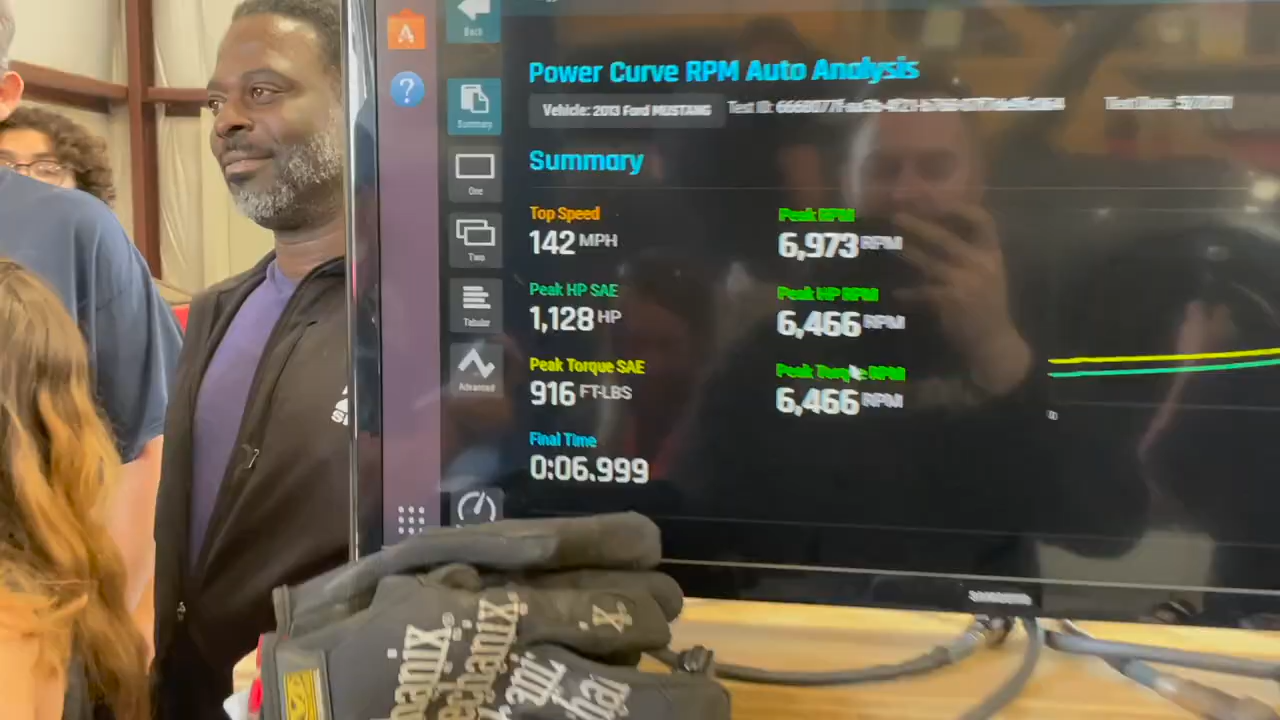 Back
Power Curve RPM Auto Analysis
Vehicle: 2013 Ford MUSTANG Test ID:
Summary
Summary
One
Top Speed Peak RPM
142 MPH 6,973 RPM
Two
Peak HP SAE Peak HP RPM
1,128 HP 6,466 RPM
Tabular
Peak Torque SAE Peak Torque RPM
916 FT-LBS 6,466 RPM
Advanced
Final Time
0:06.999
SAMSUNG